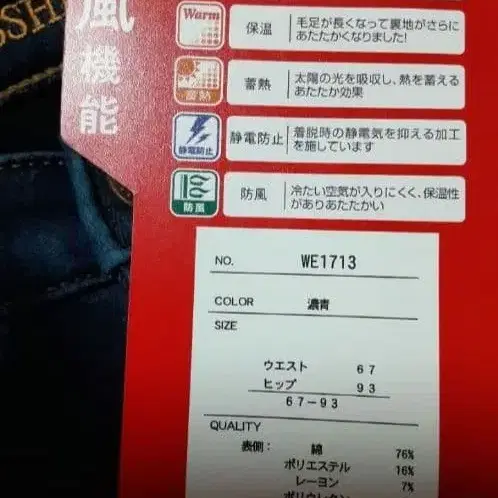 SSHI
風機能
Warm
保温
毛足が長くなって裏地がさらに
あたたかくなりました!
蓄熱
蓄熱
太陽の光を吸収し、熱を蓄える
あたたか効果
静電防止
静電防止
着脱時の静電気を抑える加工
を施しています
防風
防風
冷たい空気が入りにくく、保温性
がありあたたかい
NO. WE1713
COLOR 濃青
SIZE
ウエスト 67
ヒップ 93
67-93
QUALITY
表側: 綿 76%
ポリエステル 16%
レーヨン 7%
ポリウレタン